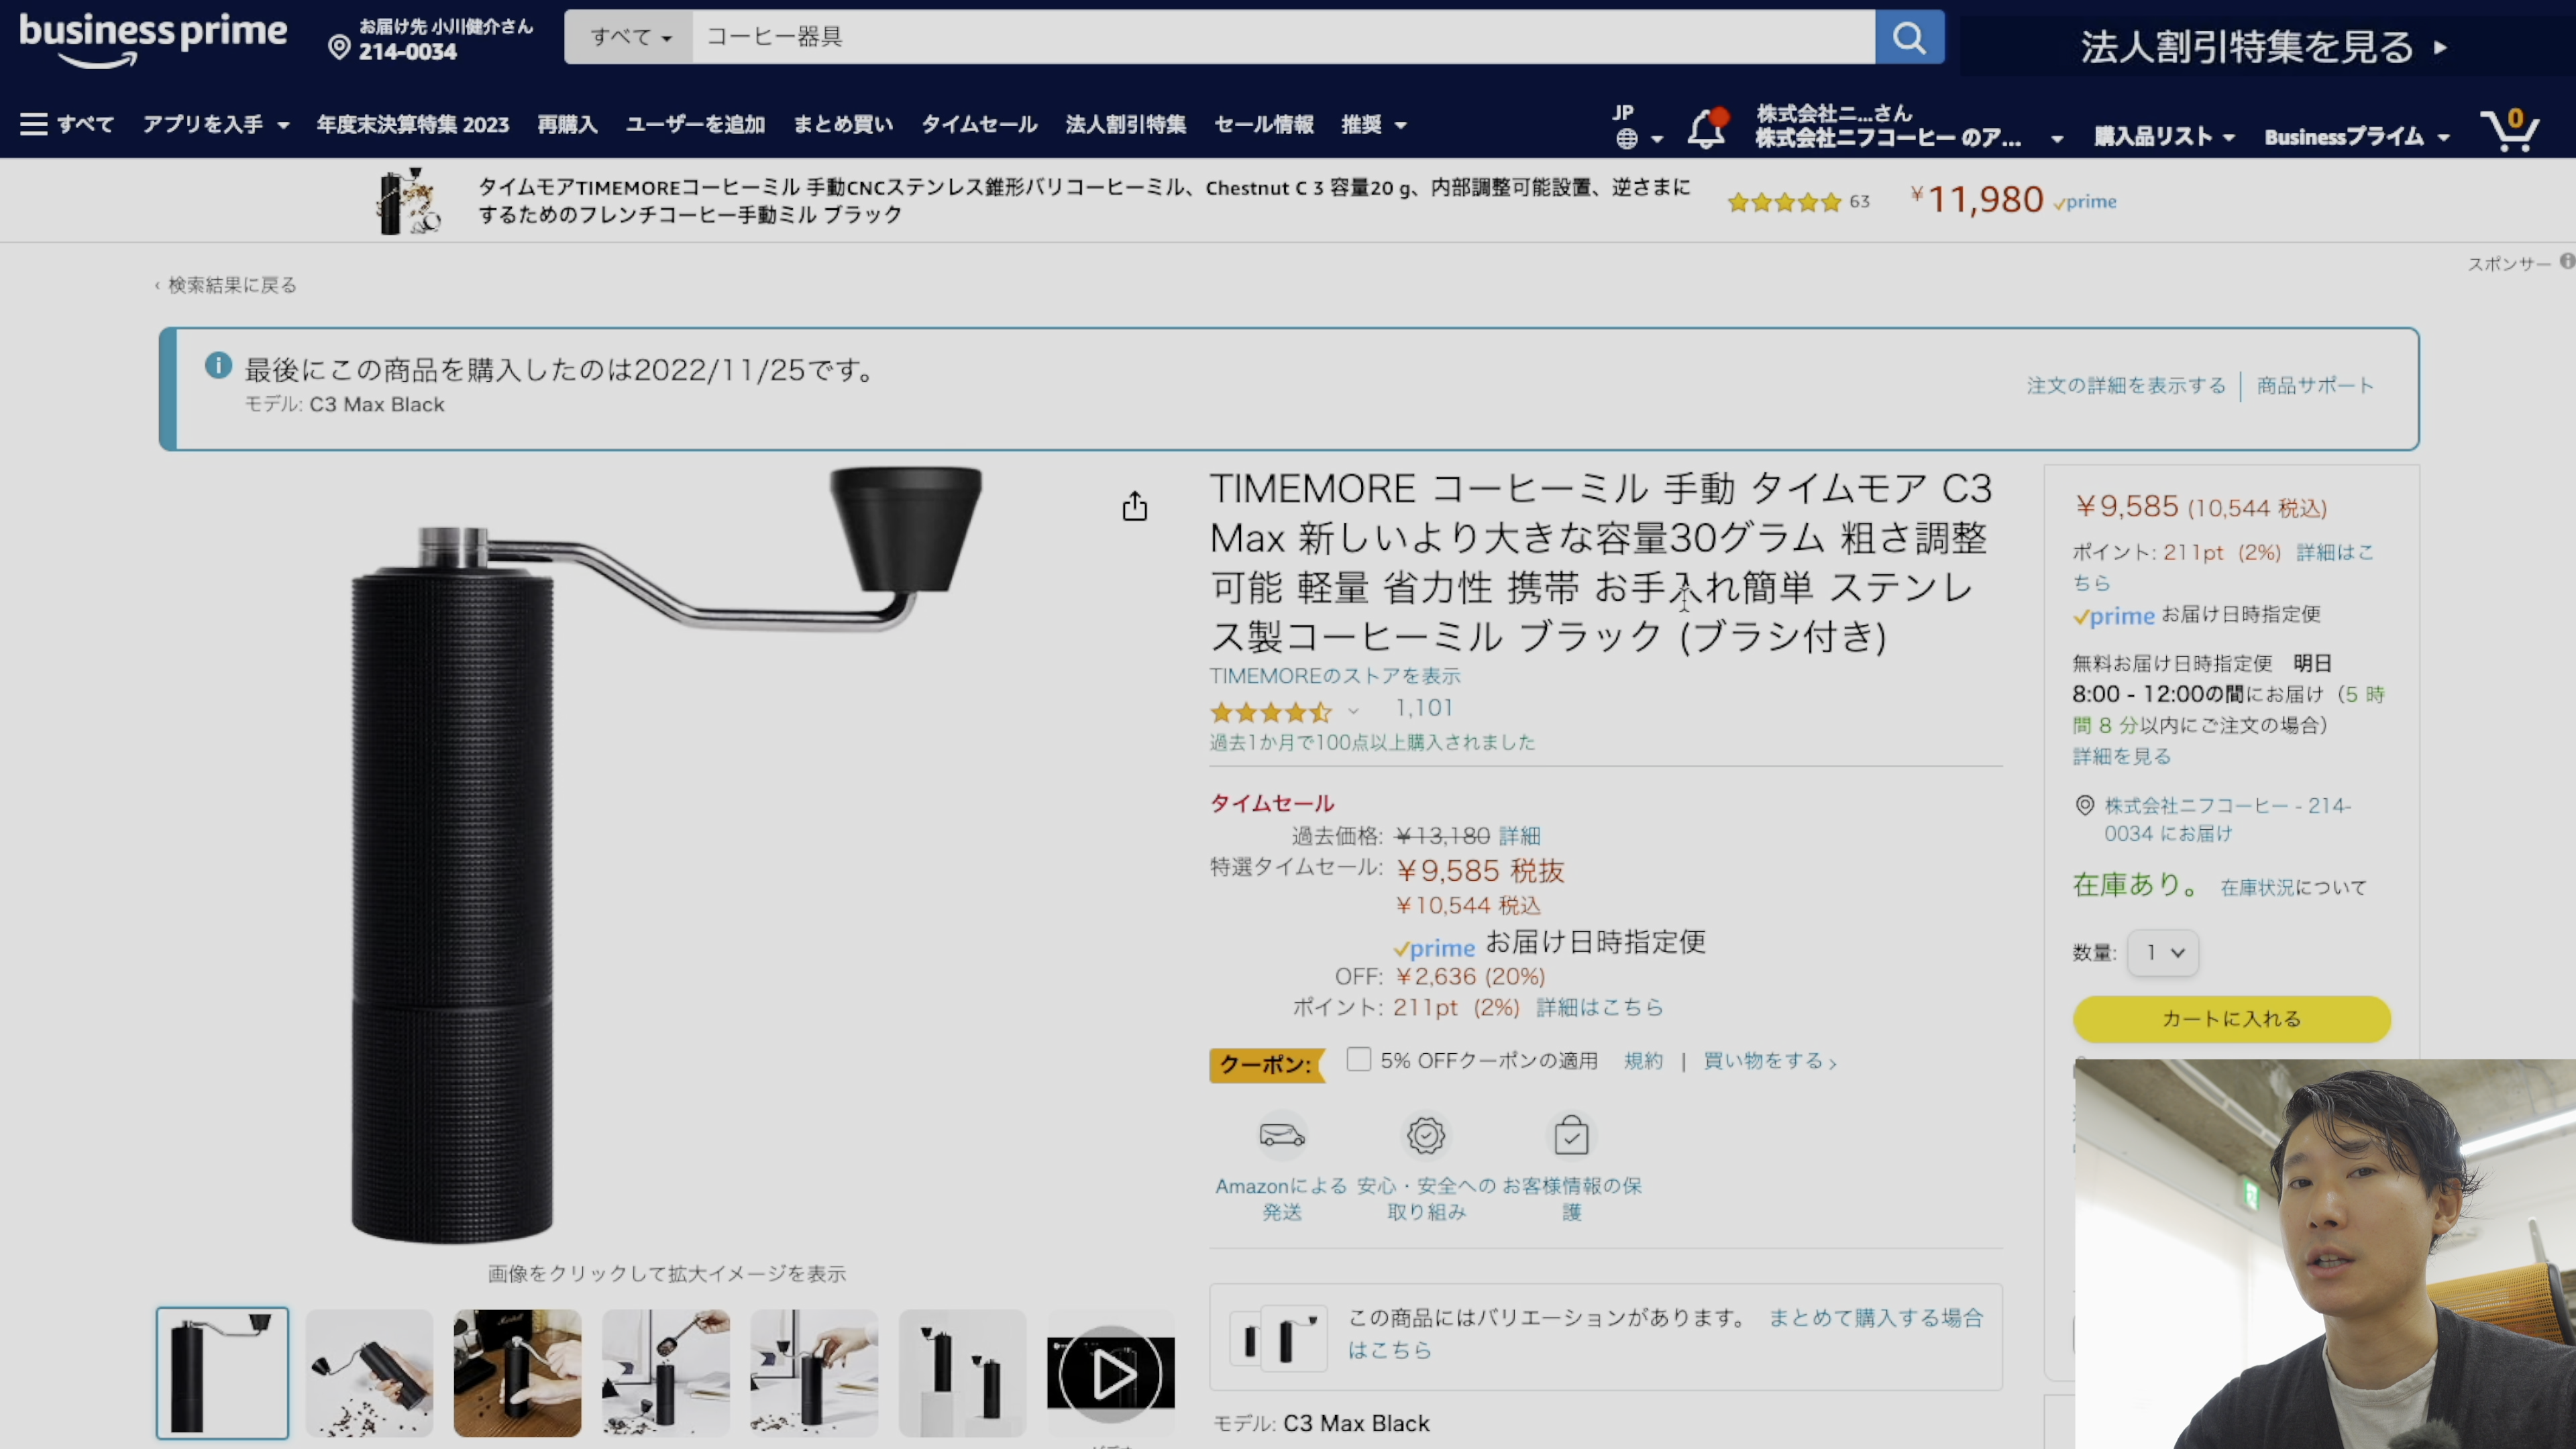 business prime
お届け先 小川健介さん
214-0034
すべて
コーヒー器具
法人割引特集を見る
すべて
アプリを入手
年度末決算特集 2023
再購入
ユーザーを追加
まとめ買い
タイムセール
法人割引特集
セール情報
推奨
JP
株式会社ニ...さん
株式会社ニフコーヒー のア...
購入品リスト
Businessプライム
0
タイムモアTIMEMOREコーヒーミル 手動CNCステンレス錐形バリコーヒーミル、Chestnut C 3 容量20 g、内部調整可能設置、逆さまに
するためのフレンチコーヒー手動ミル ブラック
63
¥11,980 prime
スポンサー
‹ 検索結果に戻る
最後にこの商品を購入したのは2022/11/25です。
モデル: C3 Max Black
注文の詳細を表示する | 商品サポート
TIMEMORE コーヒーミル 手動 タイムモア C3
Max 新しいより大きな容量30グラム 粗さ調整
可能 軽量 省力性 携帯 お手入れ簡単 ステンレ
ス製コーヒーミル ブラック (ブラシ付き)
TIMEMOREのストアを表示
1,101
過去1か月で100点以上購入されました
タイムセール
過去価格: ¥13,180 詳細
特選タイムセール: ¥9,585 税抜
¥10,544 税込
prime お届け日時指定便
OFF: ¥2,636 (20%)
ポイント: 211pt (2%) 詳細はこちら
クーポン: 5% OFFクーポンの適用 規約 | 買い物をする ›
Amazonによる
発送
安心・安全への
取り組み
お客様情報の保
護
この商品にはバリエーションがあります。 まとめて購入する場合
はこちら
モデル: C3 Max Black
画像をクリックして拡大イメージを表示
¥9,585 (10,544 税込)
ポイント: 211pt (2%) 詳細はこ
ちら
prime お届け日時指定便
無料お届け日時指定便 明日
8:00 - 12:00の間にお届け（5 時
間 8 分以内にご注文の場合）
詳細を見る
株式会社ニフコーヒー - 214-
0034 にお届け
在庫あり。 在庫状況について
数量: 1
カートに入れる